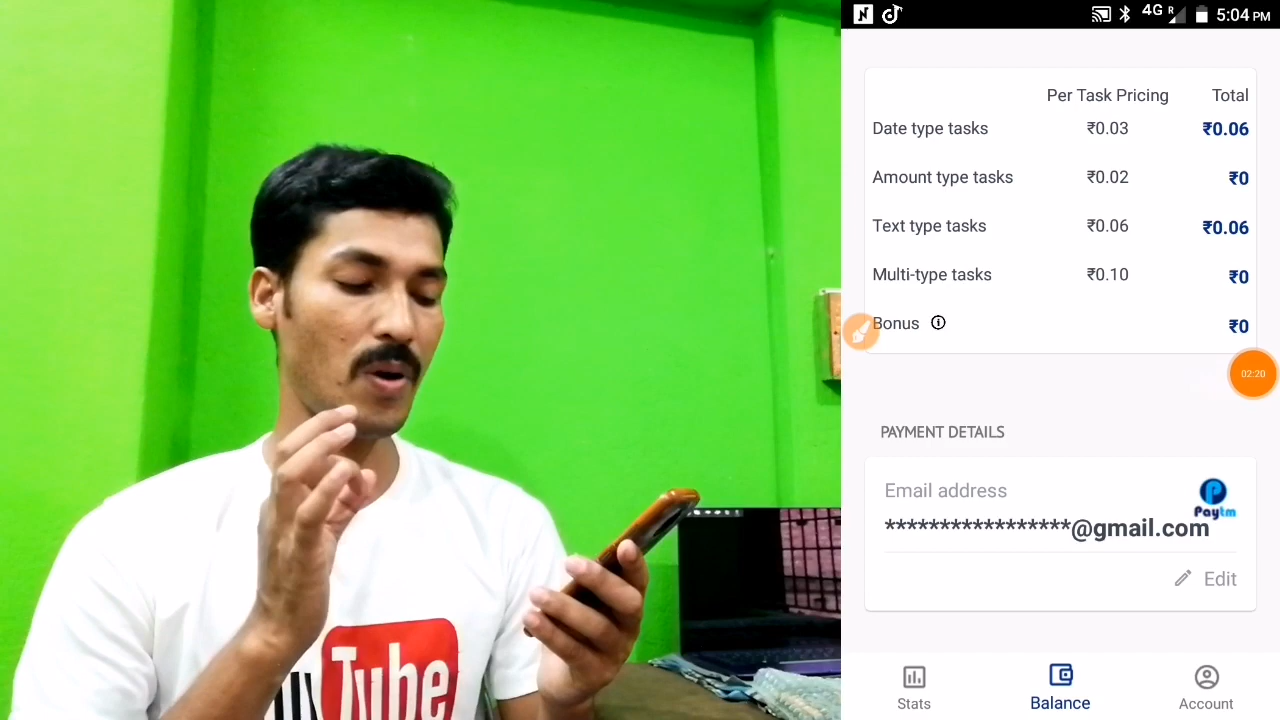 4G R 5:04 PM
Per Task Pricing Total
Date type tasks ₹0.03 ₹0.06
Amount type tasks ₹0.02 ₹0
Text type tasks ₹0.06 ₹0.06
Multi-type tasks ₹0.10 ₹0
Bonus ₹0
02:20
PAYMENT DETAILS
Email address
Paytm
*****************@gmail.com
Edit
Stats Balance Account
Tube